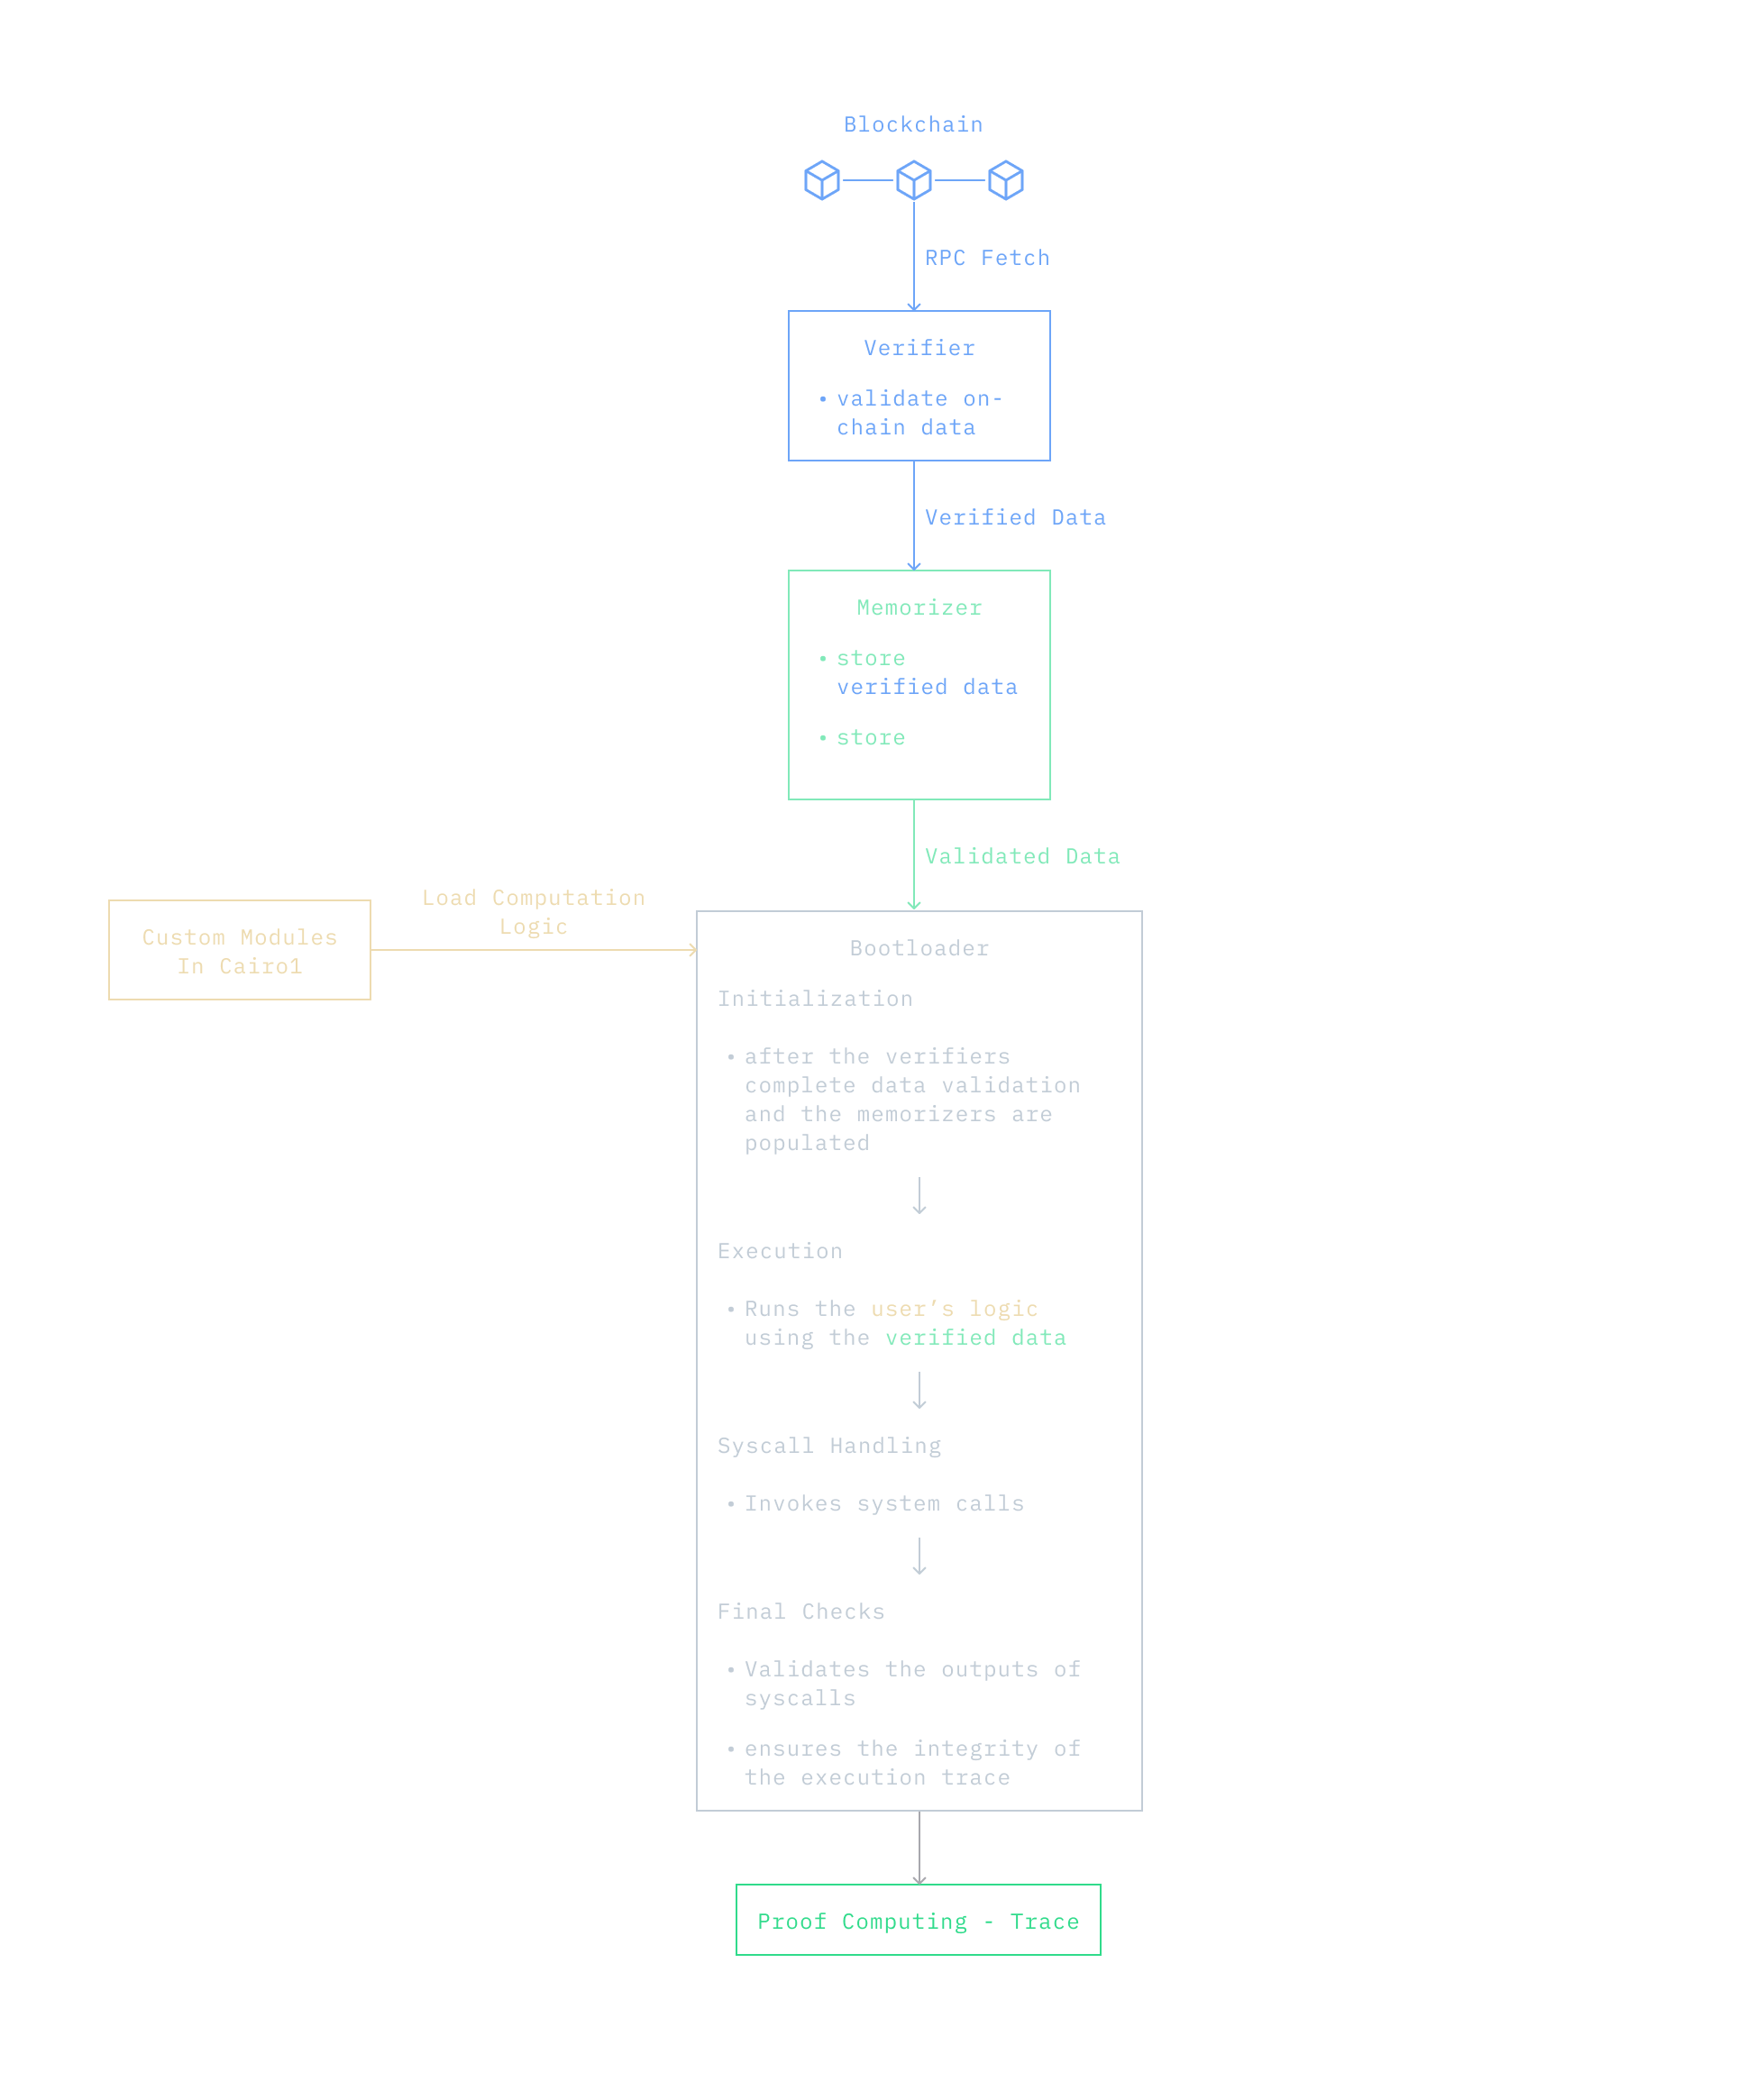 Blockchain
RPC Fetch
Verifier
• validate on-
chain data
Verified Data
Memorizer
• store
verified data
• store
Validated Data
Load Computation
Logic
Custom Modules
In Cairo1
Bootloader
Initialization
• after the verifiers
complete data validation
and the memorizers are
populated
Execution
• Runs the user’s logic
using the verified data
Syscall Handling
• Invokes system calls
Final Checks
• Validates the outputs of
syscalls
• ensures the integrity of
the execution trace
Proof Computing - Trace